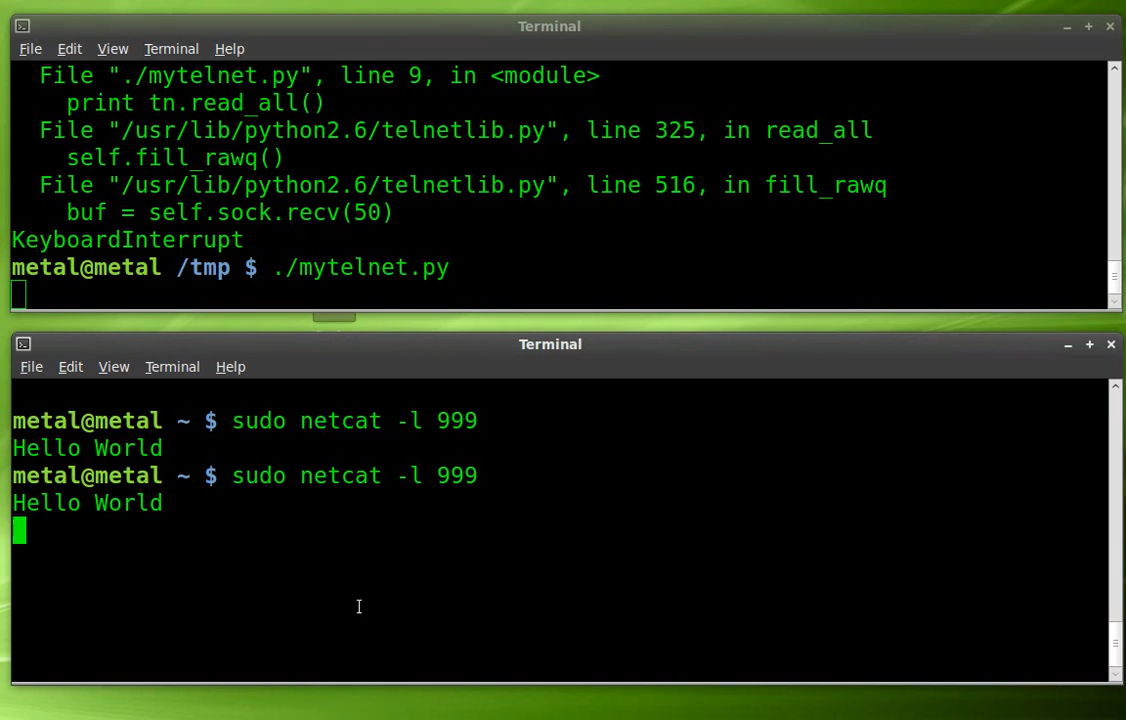 Terminal
File Edit View Terminal Help
File "./mytelnet.py", line 9, in <module>
print tn.read_all()
File "/usr/lib/python2.6/telnetlib.py", line 325, in read_all
self.fill_rawq()
File "/usr/lib/python2.6/telnetlib.py", line 516, in fill_rawq
buf = self.sock.recv(50)
KeyboardInterrupt
metal@metal /tmp $ ./mytelnet.py
Terminal
File Edit View Terminal Help
metal@metal ~ $ sudo netcat -l 999
Hello World
metal@metal ~ $ sudo netcat -l 999
Hello World